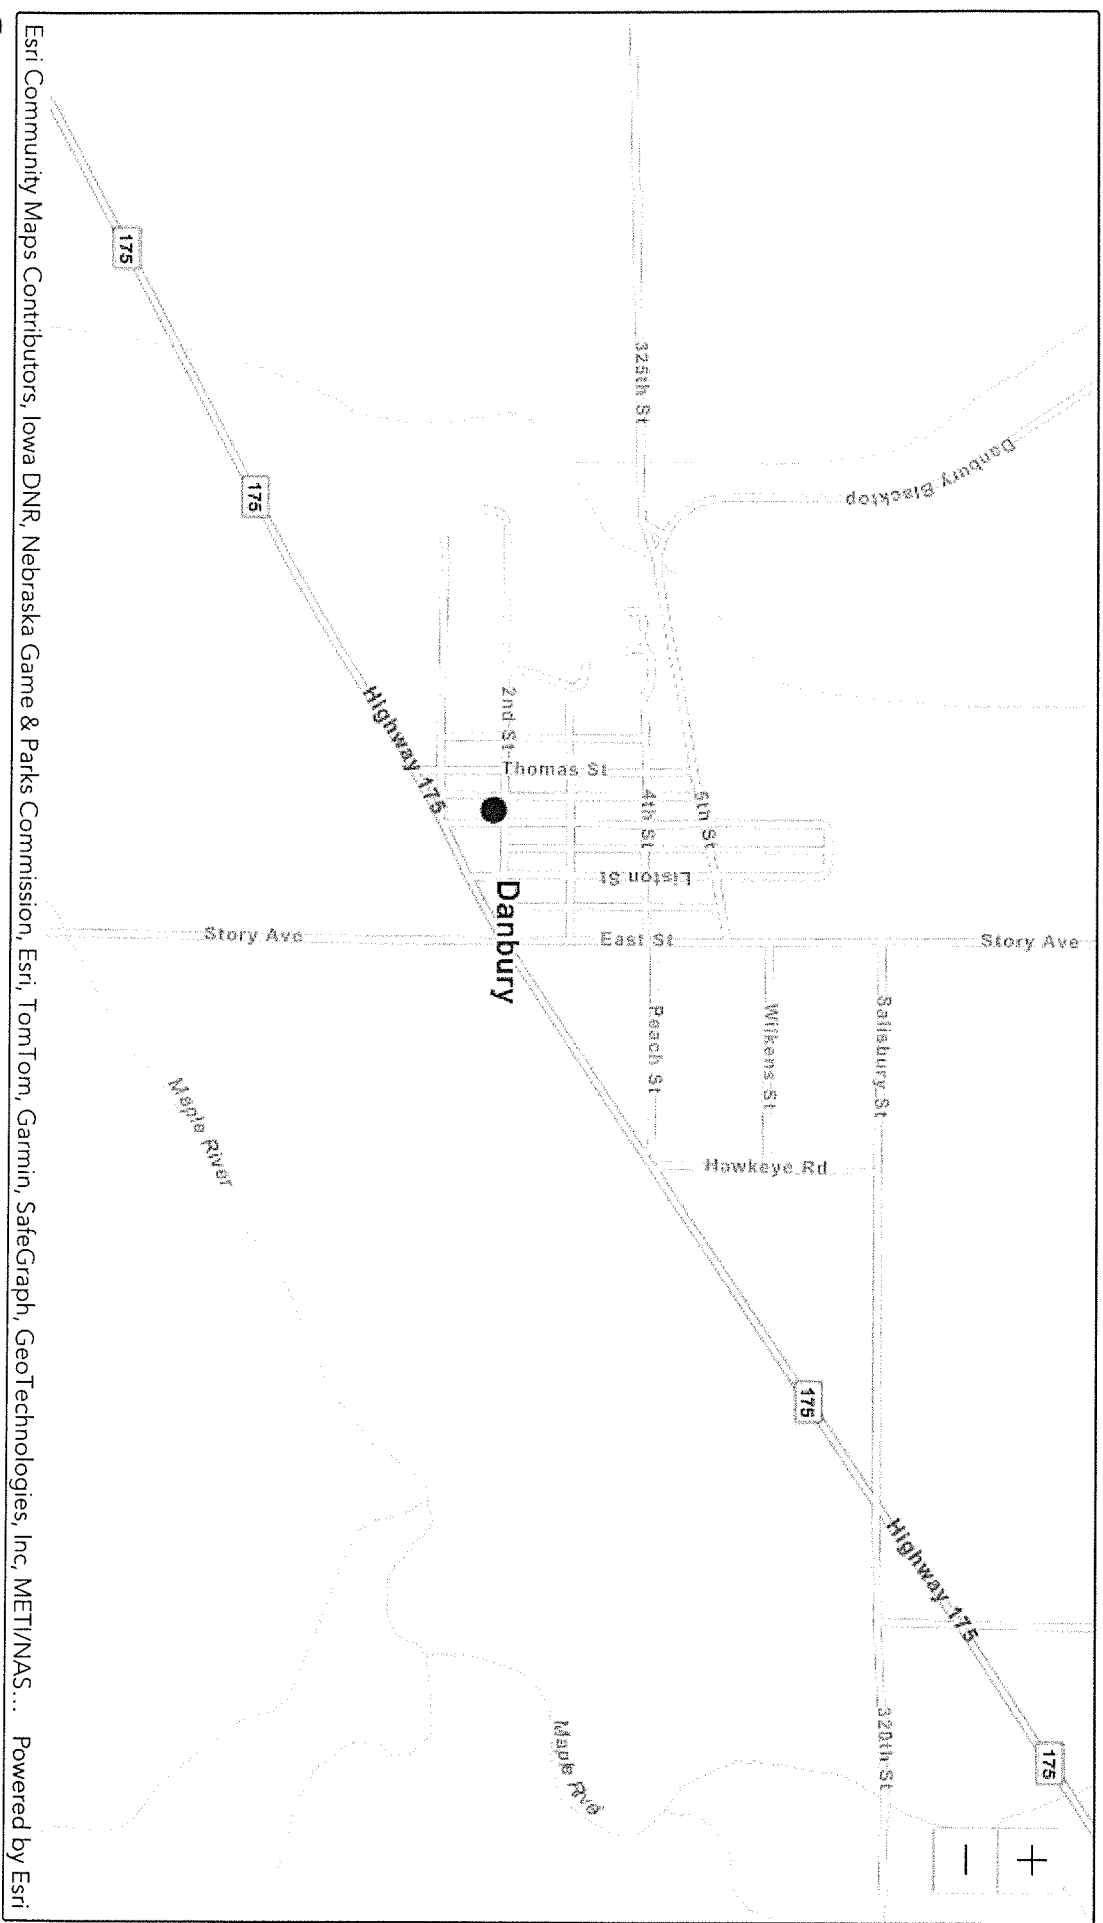 Danbury Blacktop
325th St
5th St
4th St
2nd St
Thomas St
Liston St
Highway 175
175
175
Danbury
East St
Story Ave
Story Ave
Salisbury St
Wilkens St
Peach St
Hawkeye Rd
175
Highway 175
175
320th St
Maple River
Maple Rvd
+
−
Esri Community Maps Contributors, Iowa DNR, Nebraska Game & Parks Commission, Esri, TomTom, Garmin, SafeGraph, GeoTechnologies, Inc, METI/NAS... Powered by Esri